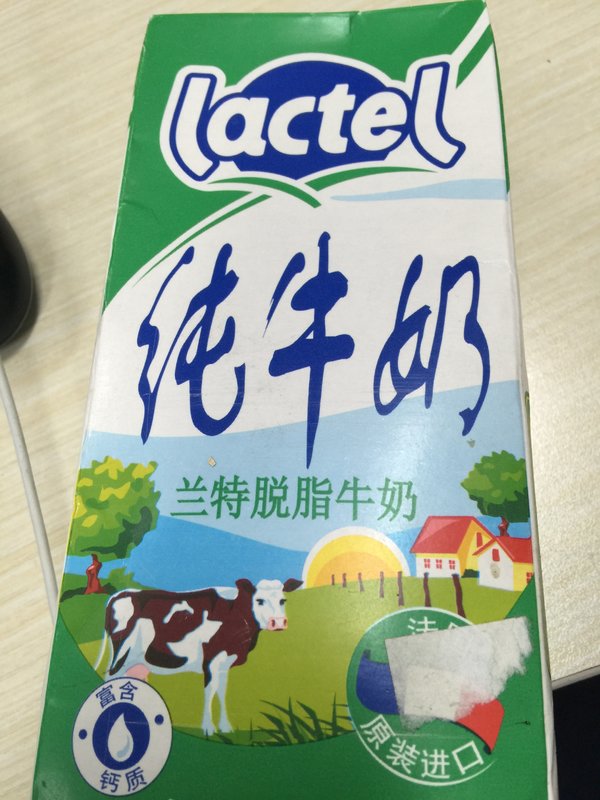 lactel
纯牛奶
兰特脱脂牛奶
富含
钙质
原装进口